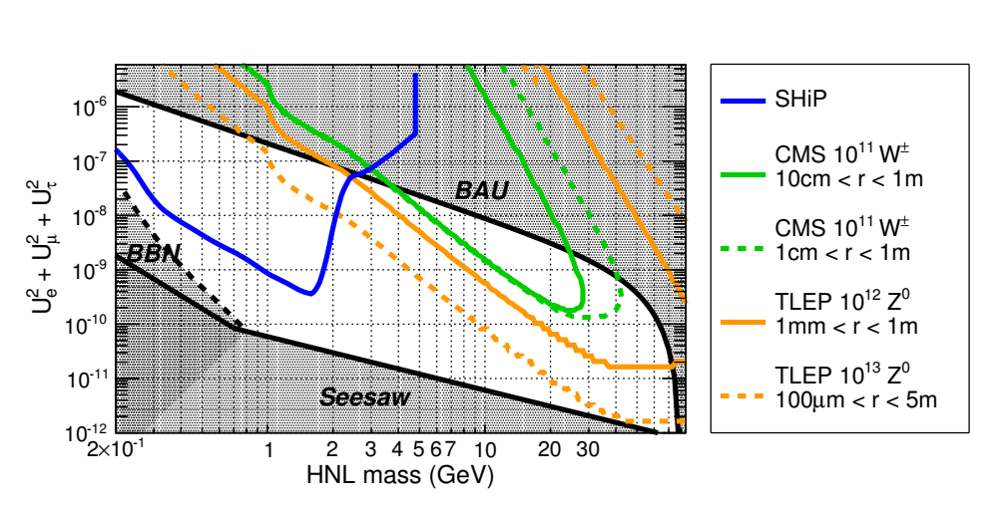 U²e + U²μ + U²τ
10⁻⁶
10⁻⁷
10⁻⁸
10⁻⁹
10⁻¹⁰
10⁻¹¹
10⁻¹²
BAU
BBN
Seesaw
2×10⁻¹ 1 2 3 4 5 6 7 10 20 30
HNL mass (GeV)
SHiP
CMS 10¹¹ W±
10cm < r < 1m
CMS 10¹¹ W±
1cm < r < 1m
TLEP 10¹² Z⁰
1mm < r < 1m
TLEP 10¹³ Z⁰
100μm < r < 5m